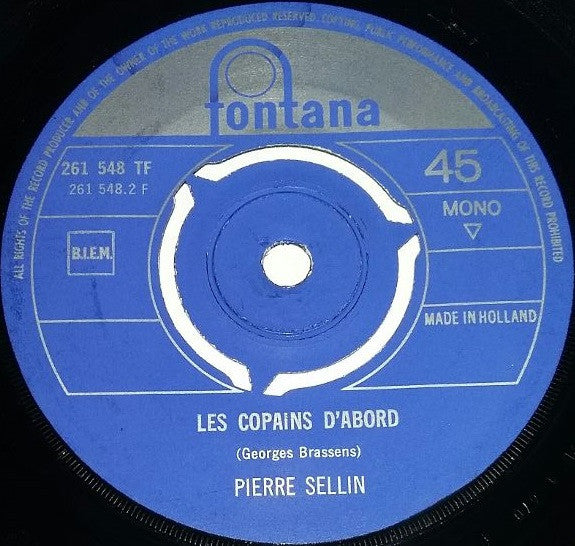 ALL RIGHTS OF THE RECORD PRODUCER AND OF THE OWNER OF THE WORK REPRODUCED RESERVED. COPYING, PUBLIC PERFORMANCE AND BROADCASTING OF THIS RECORD PROHIBITED
fontana
261 548 TF
261 548.2 F
45
MONO
B.I.E.M.
MADE IN HOLLAND
LES COPAINS D'ABORD
(Georges Brassens)
PIERRE SELLIN